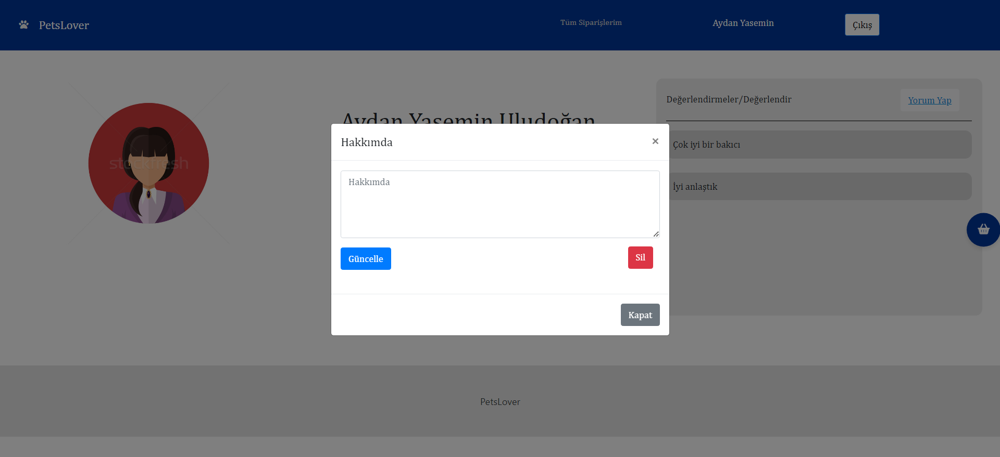 PetsLover
Tüm Siparişlerim
Aydan Yasemin
Çıkış
stockfresh
Aydan Yasemin Uludoğan
Değerlendirmeler/Değerlendir
Yorum Yap
Çok iyi bir bakıcı
İyi anlaştık
Hakkımda
×
Hakkımda
Güncelle
Sil
Kapat
PetsLover